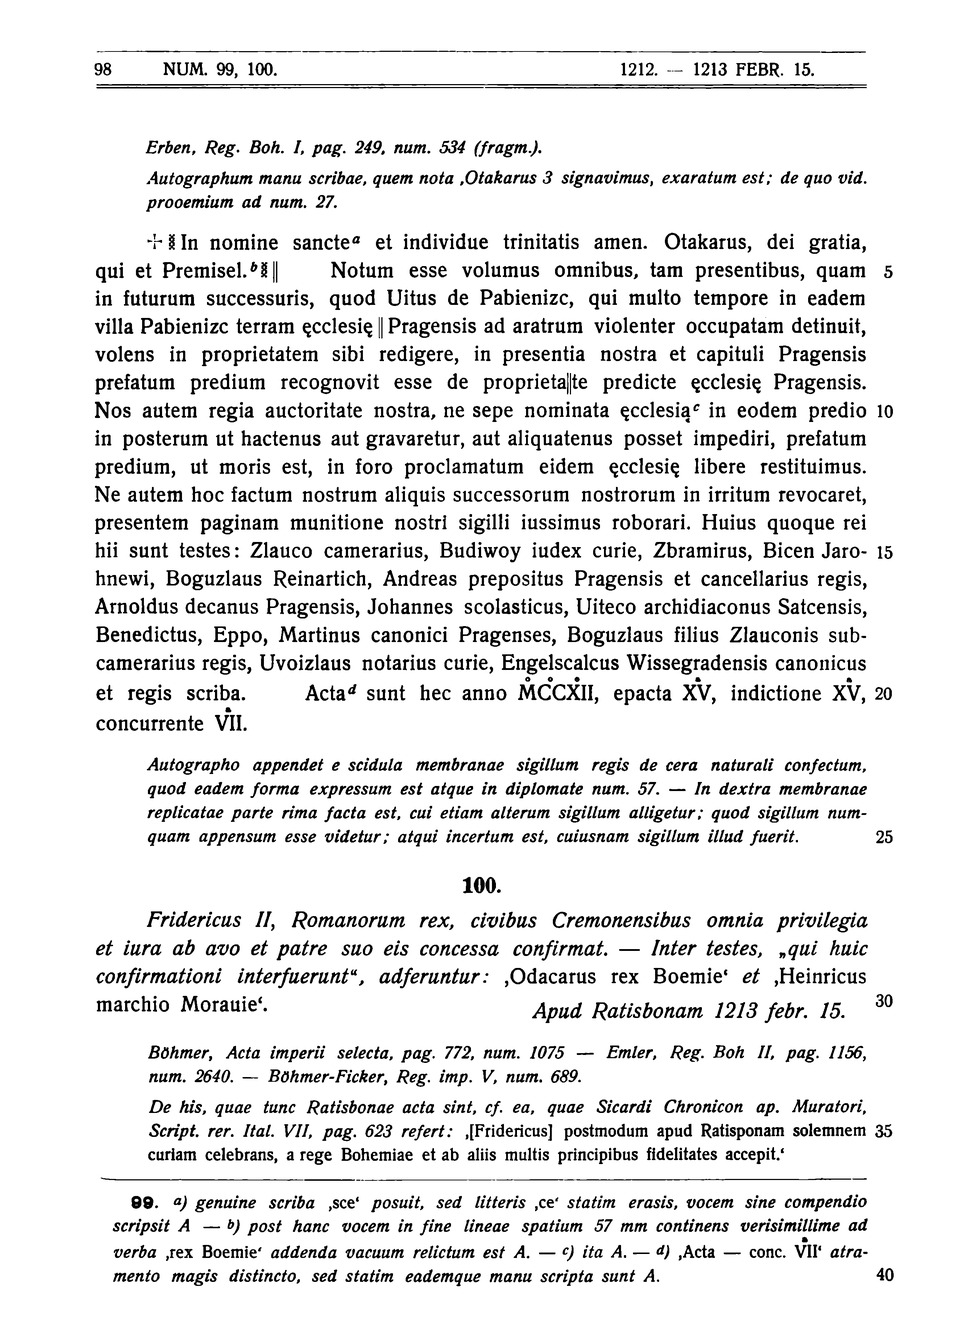 98 NUM. 99, 100. 1212. — 1213 FEBR. 15.
Erben, Reg. Boh. I, pag. 249, num. 534 (fragm.).
Autographum manu scribae, quem nota ‚Otakarus 3 signavimus, exaratum est; de quo vid.
prooemium ad num. 27.
In nomine sancteᵃ et individue trinitatis amen. Otakarus, dei gratia,
qui et Premisel.ᵇ || Notum esse volumus omnibus, tam presentibus, quam 5
in futurum successuris, quod Uitus de Pabienizc, qui multo tempore in eadem
villa Pabienizc terram ęcclesię || Pragensis ad aratrum violenter occupatam detinuit,
volens in proprietatem sibi redigere, in presentia nostra et capituli Pragensis
prefatum predium recognovit esse de proprieta||te predicte ęcclesię Pragensis.
Nos autem regia auctoritate nostra, ne sepe nominata ęcclesiąᶜ in eodem predio 10
in posterum ut hactenus aut gravaretur, aut aliquatenus posset impediri, prefatum
predium, ut moris est, in foro proclamatum eidem ęcclesię libere restituimus.
Ne autem hoc factum nostrum aliquis successorum nostrorum in irritum revocaret,
presentem paginam munitione nostri sigilli iussimus roborari. Huius quoque rei
hii sunt testes: Zlauco camerarius, Budiwoy iudex curie, Zbramirus, Bicen Jaro- 15
hnewi, Boguzlaus Reinartich, Andreas prepositus Pragensis et cancellarius regis,
Arnoldus decanus Pragensis, Johannes scolasticus, Uiteco archidiaconus Satcensis,
Benedictus, Eppo, Martinus canonici Pragenses, Boguzlaus filius Zlauconis sub-
camerarius regis, Uvoizlaus notarius curie, Engelscalcus Wissegradensis canonicus
et regis scriba. Actaᵈ sunt hec anno M̊C̊C̊XII, epacta XV, indictione XV, 20
concurrente VII.
Autographo appendet e scidula membranae sigillum regis de cera naturali confectum,
quod eadem forma expressum est atque in diplomate num. 57. — In dextra membranae
replicatae parte rima facta est, cui etiam alterum sigillum alligetur; quod sigillum num-
quam appensum esse videtur; atqui incertum est, cuiusnam sigillum illud fuerit. 25
100.
Fridericus II, Romanorum rex, civibus Cremonensibus omnia privilegia
et iura ab avo et patre suo eis concessa confirmat. — Inter testes, „qui huic
confirmationi interfuerunt“, adferuntur: ‚Odacarus rex Boemie‘ et ‚Heinricus
marchio Morauie‘. Apud Ratisbonam 1213 febr. 15. 30
Böhmer, Acta imperii selecta, pag. 772, num. 1075 — Emler, Reg. Boh II, pag. 1156,
num. 2640. — Böhmer-Ficker, Reg. imp. V, num. 689.
De his, quae tunc Ratisbonae acta sint, cf. ea, quae Sicardi Chronicon ap. Muratori,
Script. rer. Ital. VII, pag. 623 refert: ‚[Fridericus] postmodum apud Ratisponam solemnem 35
curiam celebrans, a rege Bohemiae et ab aliis multis principibus fidelitates accepit.‘
99. a) genuine scriba ‚sce‘ posuit, sed litteris ‚ce‘ statim erasis, vocem sine compendio
scripsit A — b) post hanc vocem in fine lineae spatium 57 mm continens verisimillime ad
verba ‚rex Boemie‘ addenda vacuum relictum est A. — c) ita A. — d) ‚Acta — conc. VII‘ atra-
mento magis distincto, sed statim eademque manu scripta sunt A. 40